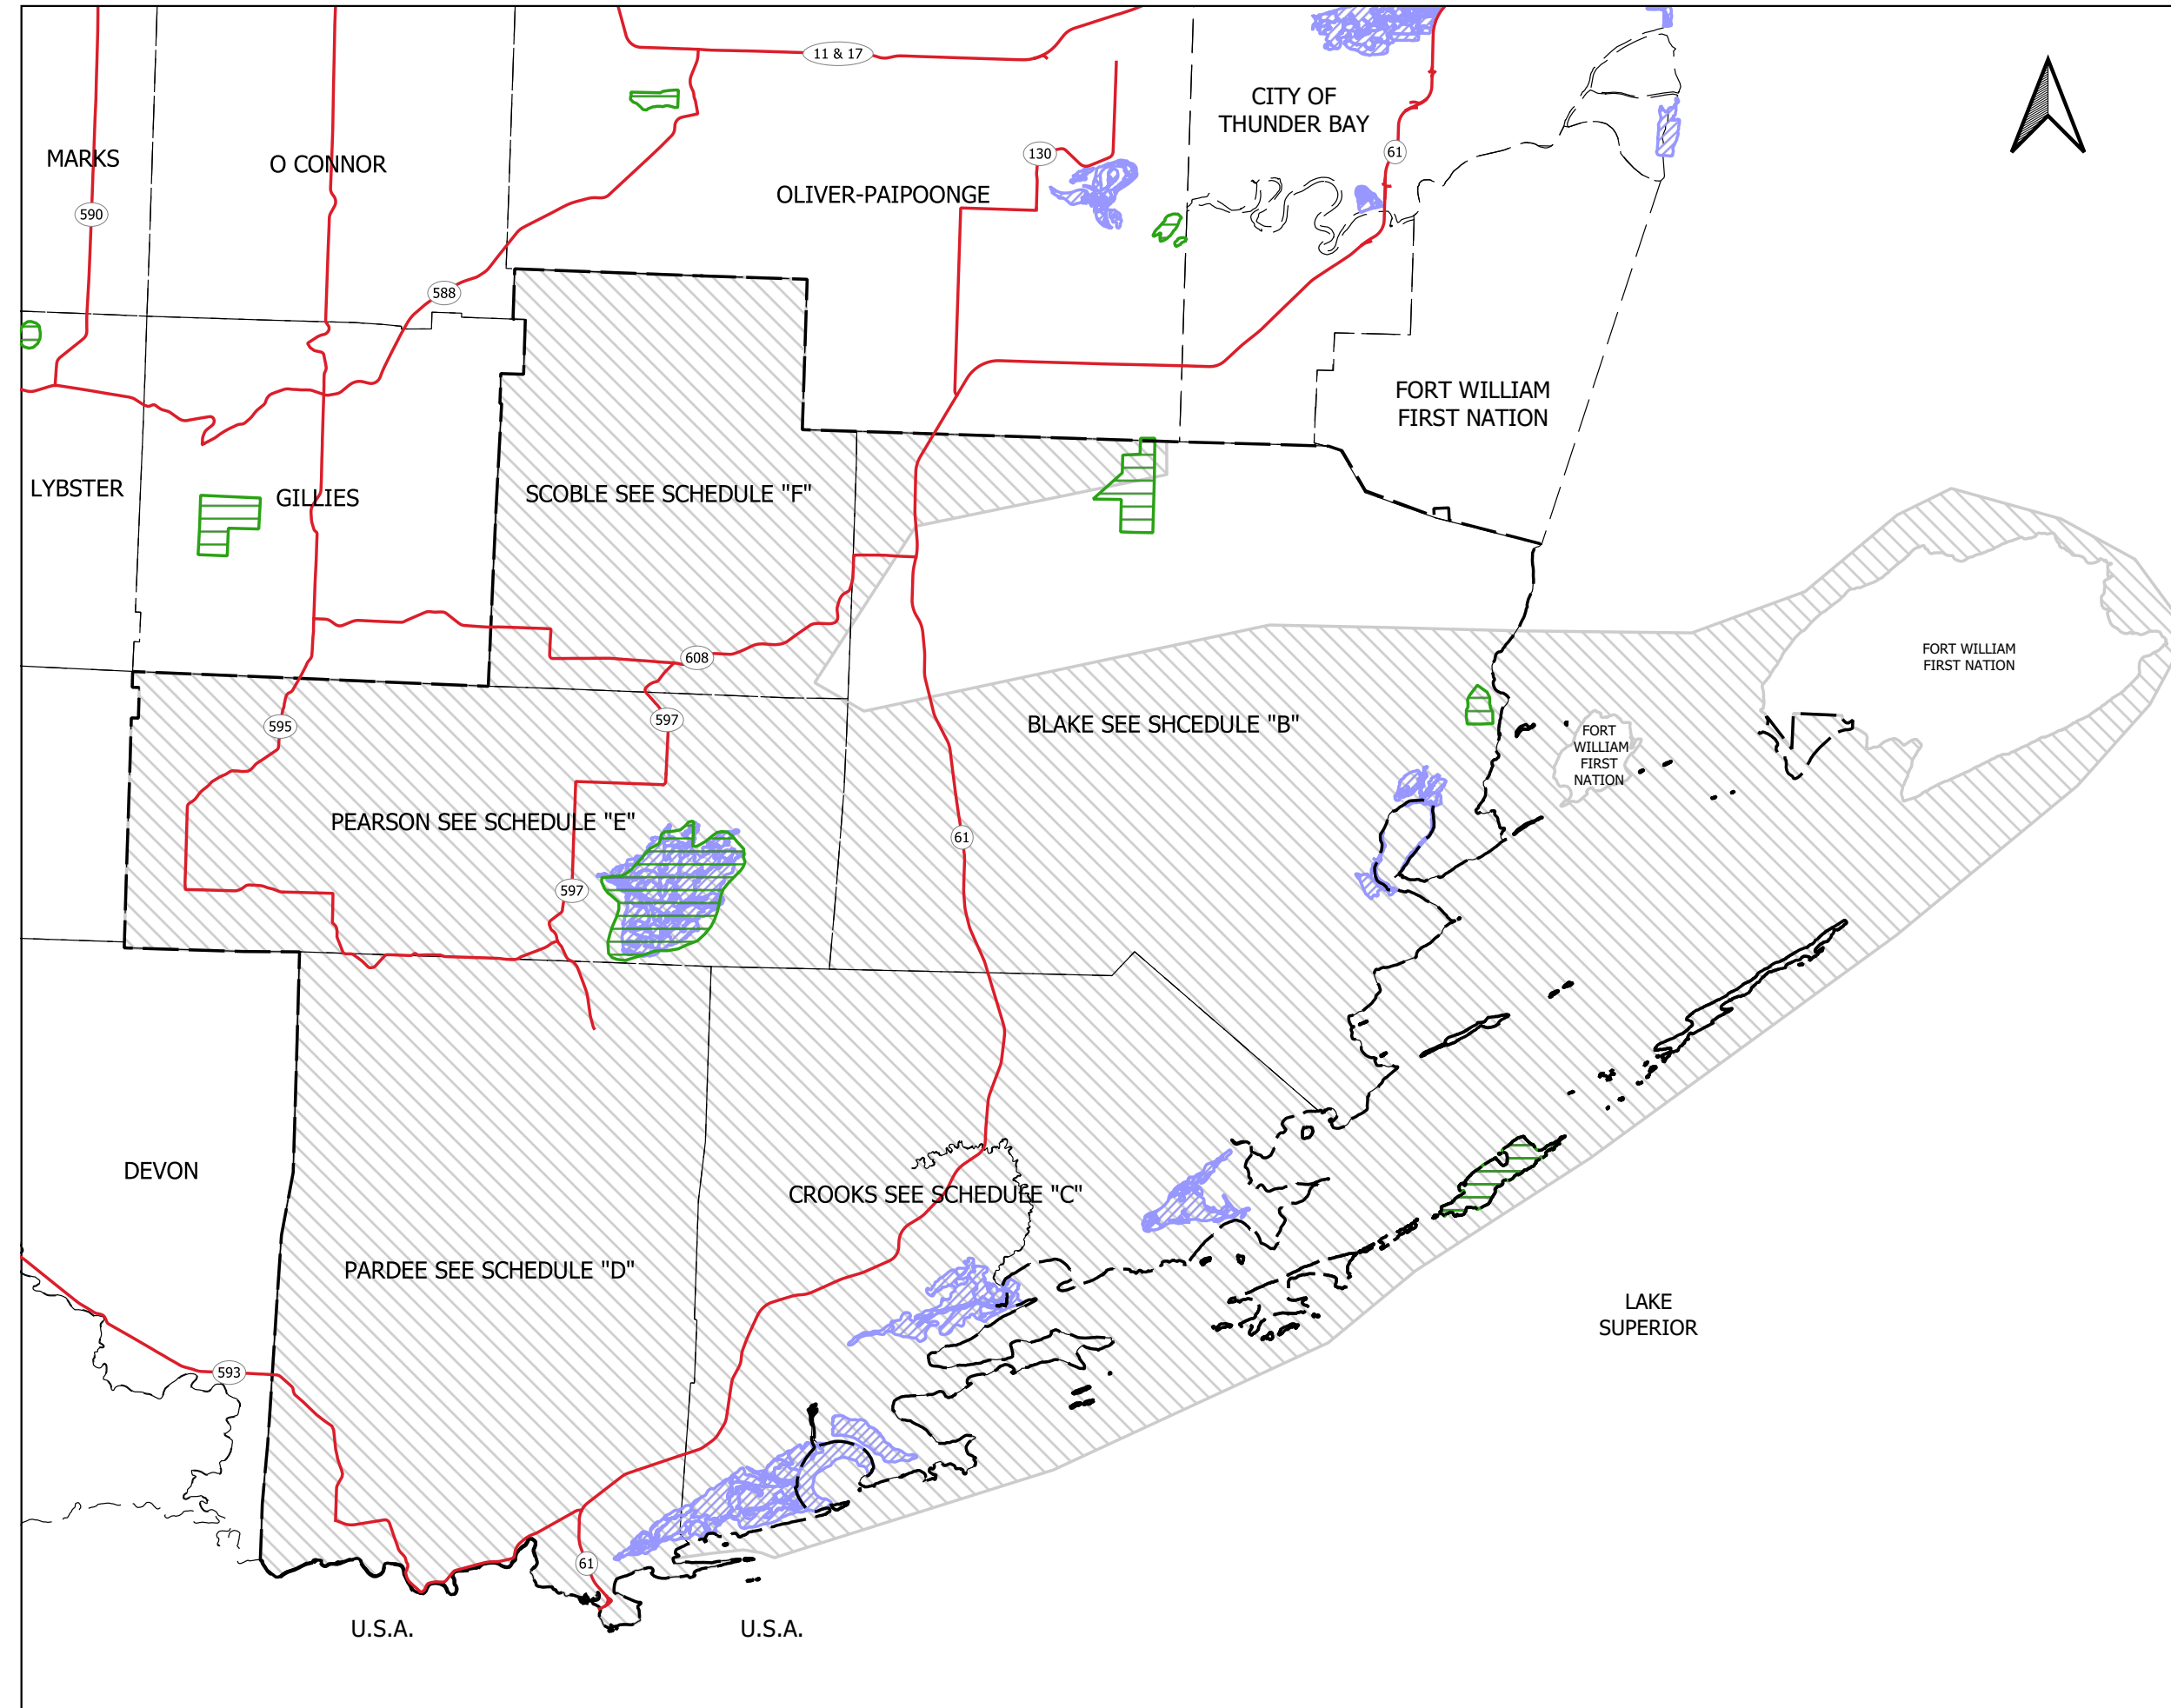 11 & 17
CITY OF
THUNDER BAY
MARKS
O CONNOR
130
61
OLIVER-PAIPOONGE
590
588
FORT WILLIAM
FIRST NATION
LYBSTER
GILLIES
SCOBLE SEE SCHEDULE "F"
608
FORT WILLIAM
FIRST NATION
595
597
BLAKE SEE SHCEDULE "B"
FORT
WILLIAM
FIRST
NATION
PEARSON SEE SCHEDULE "E"
61
597
DEVON
CROOKS SEE SCHEDULE "C"
PARDEE SEE SCHEDULE "D"
LAKE
SUPERIOR
593
61
U.S.A.
U.S.A.